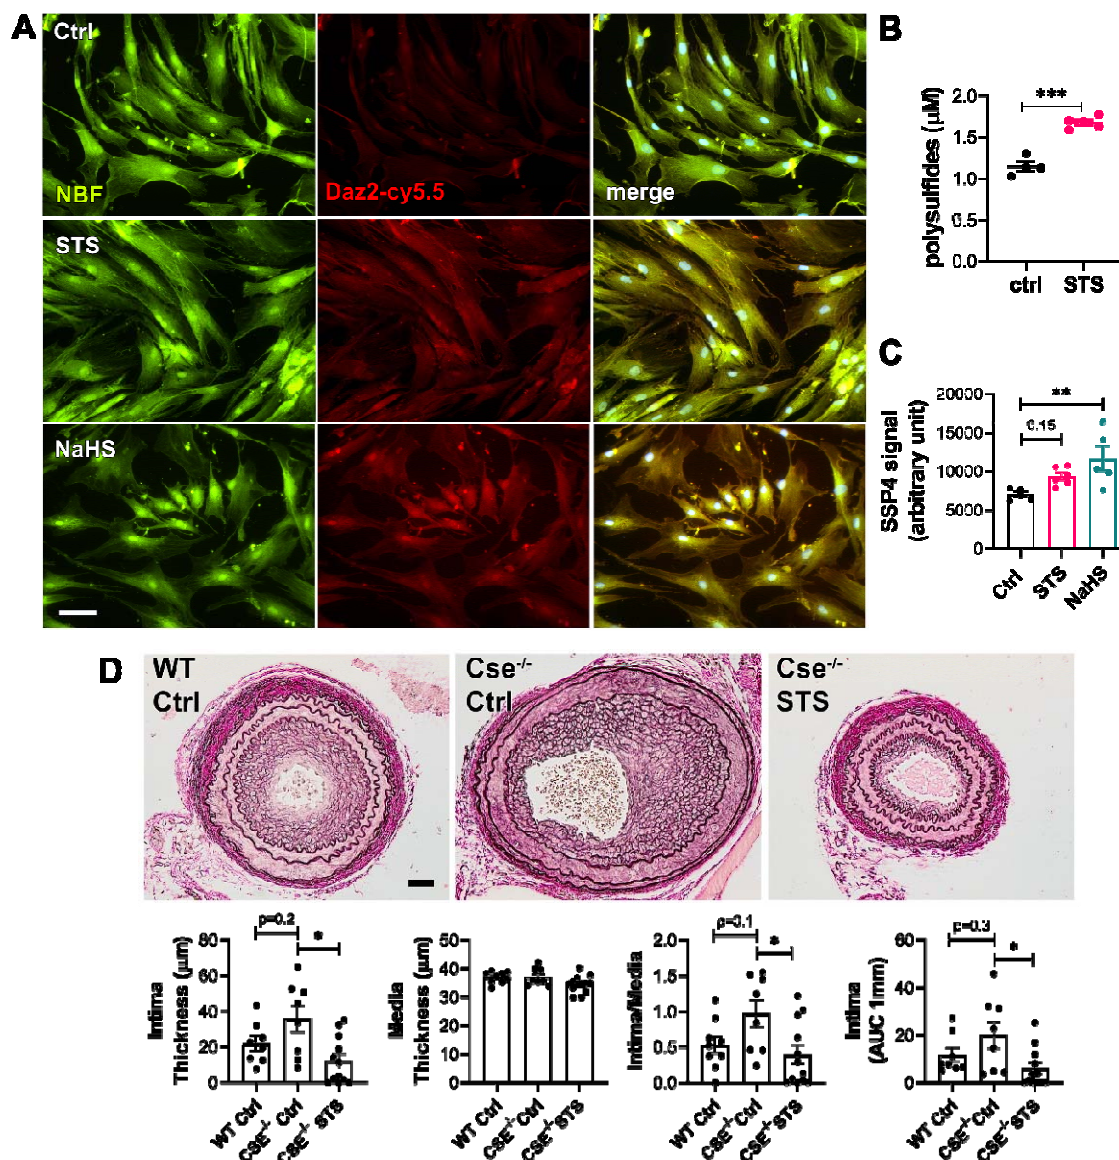 A
Ctrl
NBF
Daz2-cy5.5
merge
STS
NaHS
B
polysulfides (μM)
2.0
1.5
1.0
0.5
0.0
***
ctrl
STS
C
SSP4 signal
(arbitrary unit)
20000
15000
10000
5000
0
**
0.15
Ctrl
STS
NaHS
D
WT
Ctrl
Cse-/-
Ctrl
Cse-/-
STS
Intima
Thickness (μm)
80
60
40
20
0
p=0.2
*
WT Ctrl
CSE-/- Ctrl
CSE-/- STS
Media
Thickness (μm)
50
40
30
20
10
0
WT Ctrl
CSE-/- Ctrl
CSE-/- STS
Intima/Media
2.0
1.5
1.0
0.5
0.0
p=0.1
*
WT Ctrl
CSE-/- Ctrl
CSE-/- STS
Intima
(AUC 1mm)
60
40
20
0
p=0.3
*
WT Ctrl
CSE-/- Ctrl
CSE-/- STS